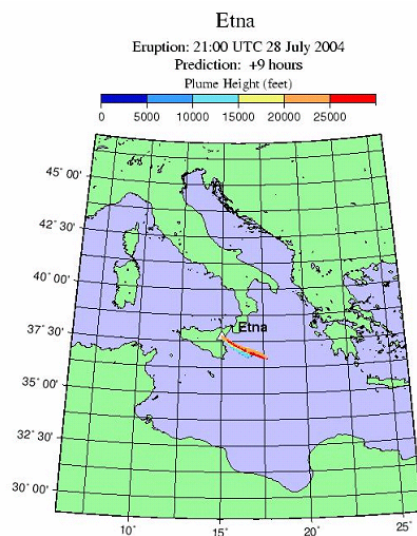 Etna
Eruption: 21:00 UTC 28 July 2004
Prediction: +9 hours
Plume Height (feet)
0 5000 10000 15000 20000 25000
45° 00'
42° 30'
40° 00'
37° 30'
Etna
35° 00'
32° 30'
30° 00'
10° 15° 20° 25°